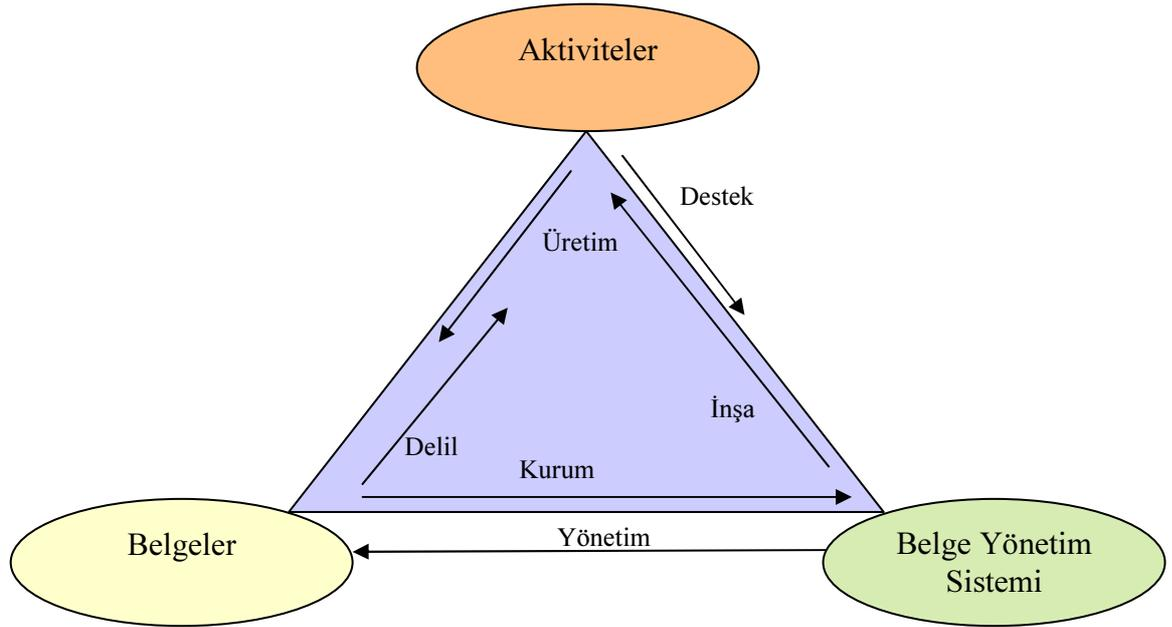 Aktiviteler
Destek
Üretim
İnşa
Delil
Kurum
Yönetim
Belgeler
Belge Yönetim
Sistemi